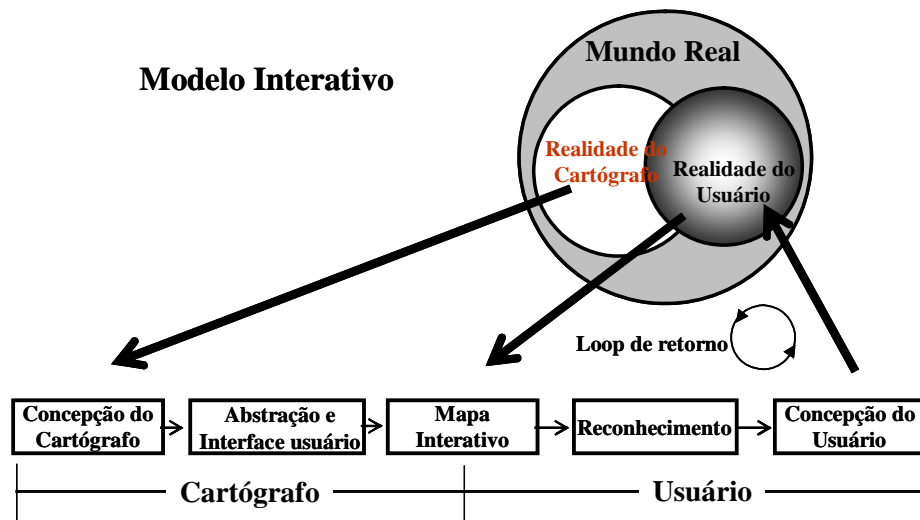 Mundo Real
Modelo Interativo
Realidade do
Cartógrafo
Realidade do
Usuário
Loop de retorno
Concepção do
Cartógrafo
Abstração e
Interface usuário
Mapa
Interativo
Reconhecimento
Concepção do
Usuário
Cartógrafo
Usuário